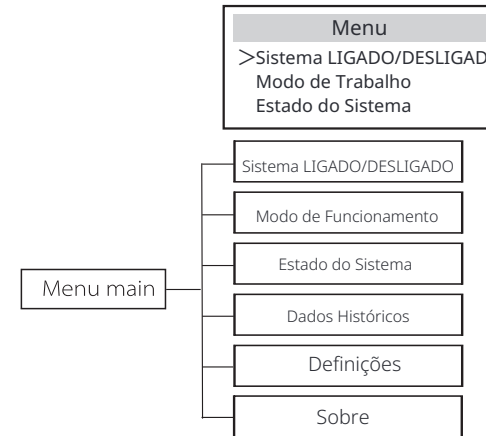 Menu
>Sistema LIGADO/DESLIGAD
Modo de Trabalho
Estado do Sistema
Sistema LIGADO/DESLIGADO
Modo de Funcionamento
Estado do Sistema
Menu main
Dados Históricos
Definições
Sobre